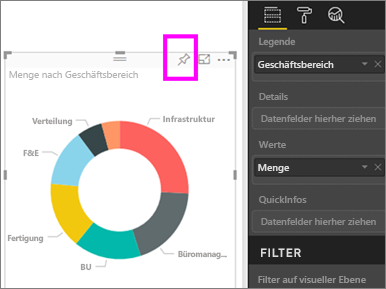 Menge nach Geschäftsbereich
Verteilung
Infrastruktur
F&E
Fertigung
BU
Büromanag...
Legende
Geschäftsbereich
Details
Datenfelder hierher ziehen
Werte
Menge
QuickInfos
Datenfelder hierher ziehen
FILTER
Filter auf visueller Ebene